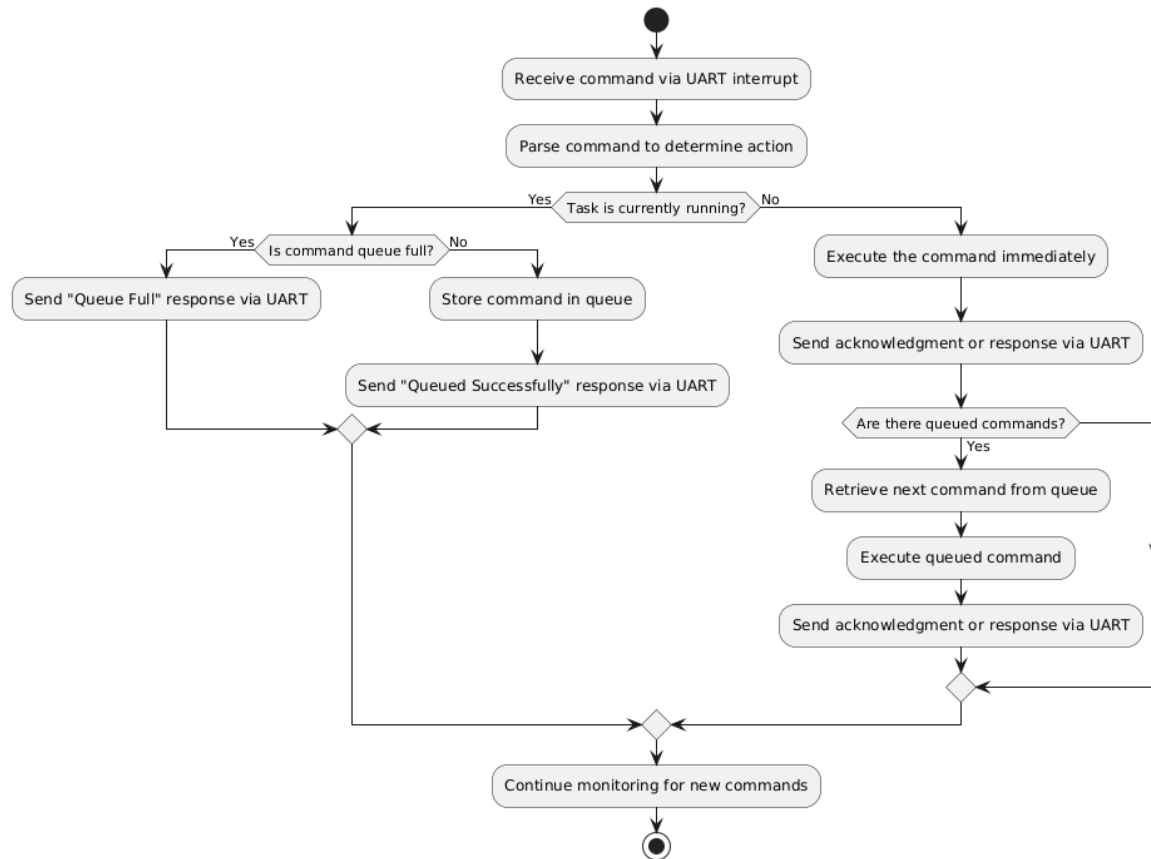 Receive command via UART interrupt
Parse command to determine action
Yes
Task is currently running?
No
Yes
Is command queue full?
No
Execute the command immediately
Send "Queue Full" response via UART
Store command in queue
Send acknowledgment or response via UART
Send "Queued Successfully" response via UART
Are there queued commands?
Yes
Retrieve next command from queue
Execute queued command
Send acknowledgment or response via UART
Continue monitoring for new commands